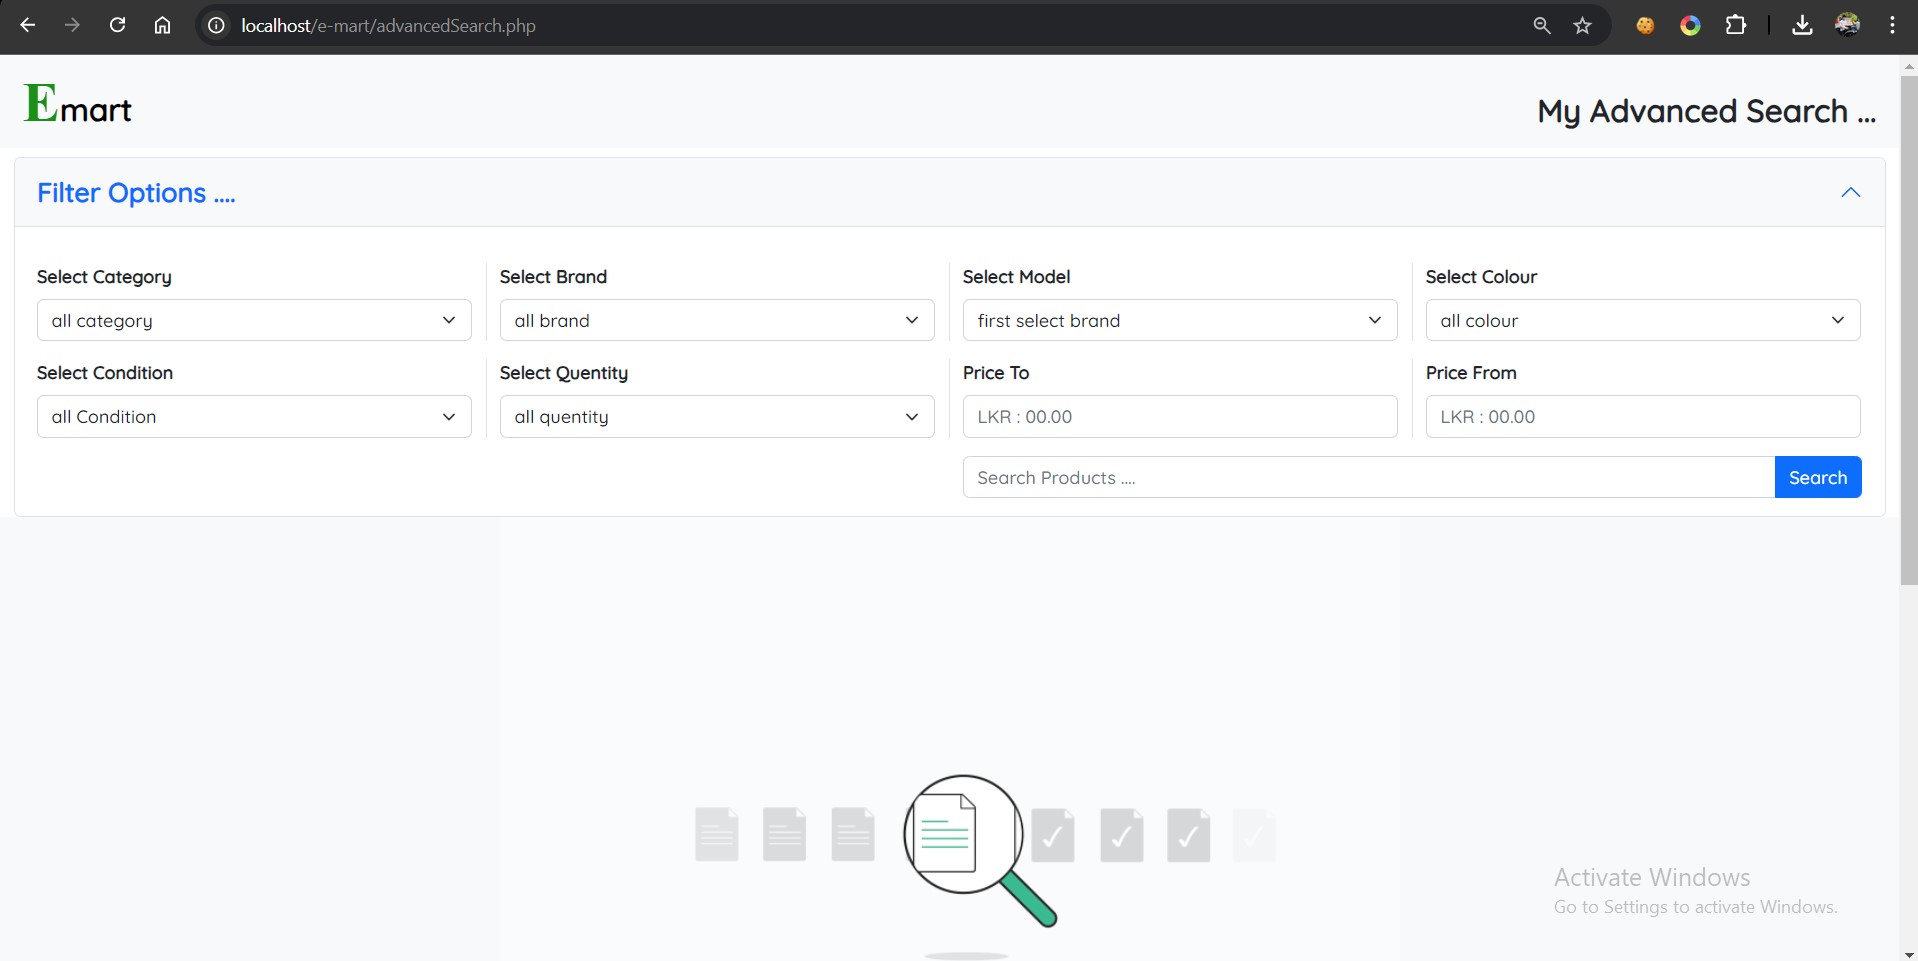 localhost/e-mart/advancedSearch.php
Emart
My Advanced Search ...
Filter Options ....
Select Category
Select Brand
Select Model
Select Colour
all category
all brand
first select brand
all colour
Select Condition
Select Quentity
Price To
Price From
all Condition
all quentity
LKR : 00.00
LKR : 00.00
Search Products ....
Search
Activate Windows
Go to Settings to activate Windows.